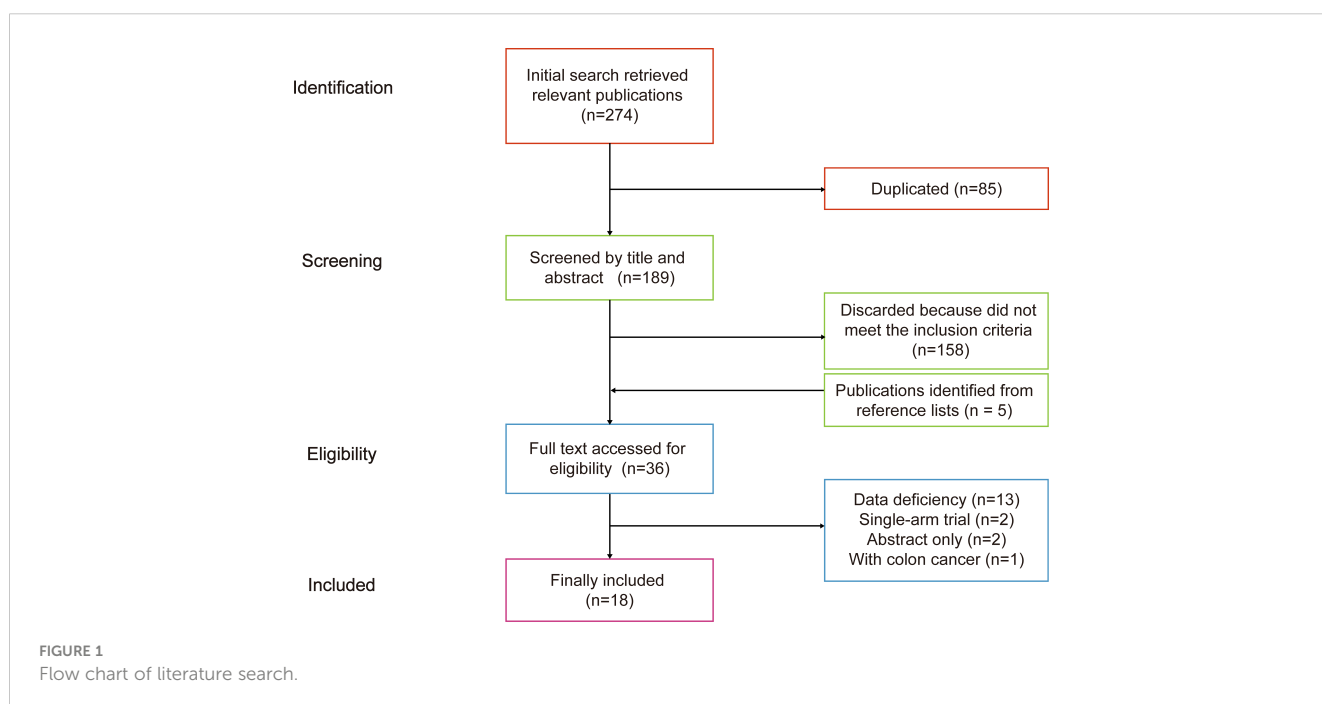 Identification
Initial search retrieved
relevant publications
(n=274)
Duplicated (n=85)
Screening
Screened by title and
abstract (n=189)
Discarded because did not
meet the inclusion criteria
(n=158)
Publications identified from
reference lists (n = 5)
Eligibility
Full text accessed for
eligibility (n=36)
Data deficiency (n=13)
Single-arm trial (n=2)
Abstract only (n=2)
With colon cancer (n=1)
Included
Finally included
(n=18)
FIGURE 1
Flow chart of literature search.